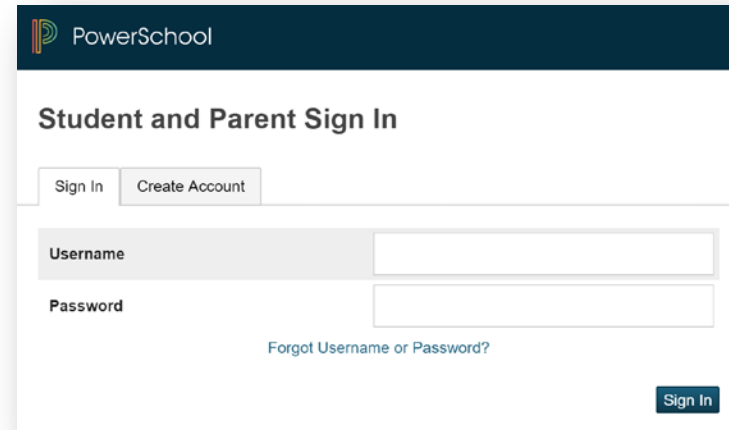 PowerSchool
Student and Parent Sign In
Sign In Create Account
Username
Password
Forgot Username or Password?
Sign In